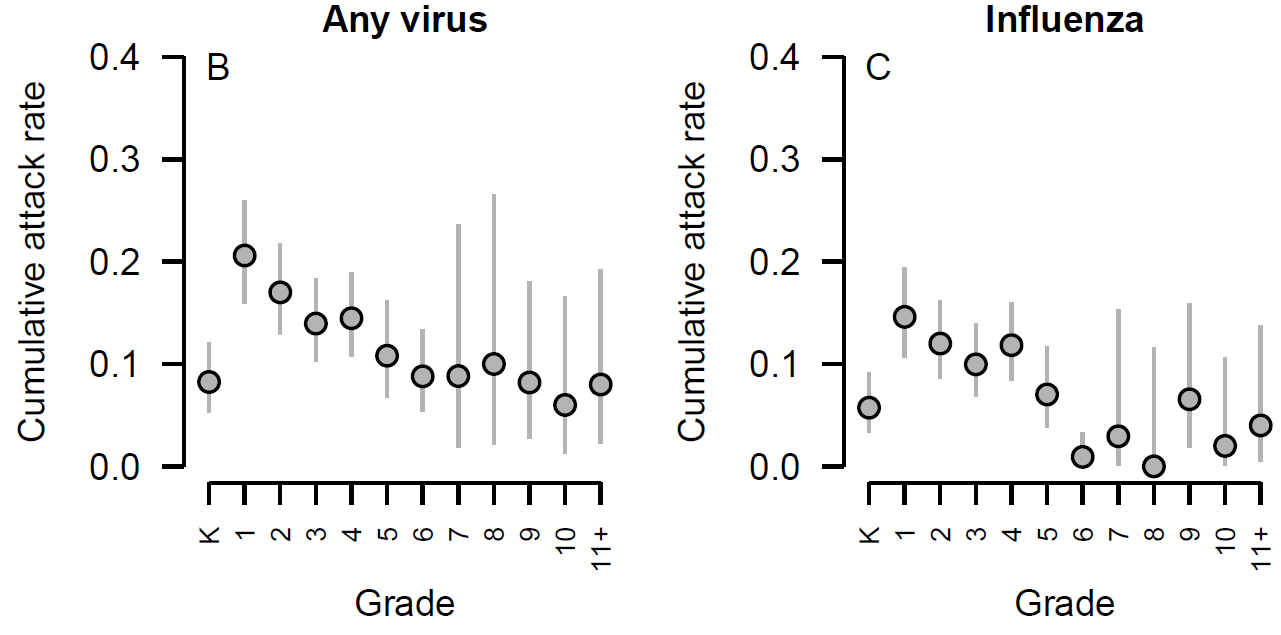 Any virus
B
Cumulative attack rate
0.4
0.3
0.2
0.1
0.0
K 1 2 3 4 5 6 7 8 9 10 11+
Grade
Influenza
C
Cumulative attack rate
0.4
0.3
0.2
0.1
0.0
K 1 2 3 4 5 6 7 8 9 10 11+
Grade